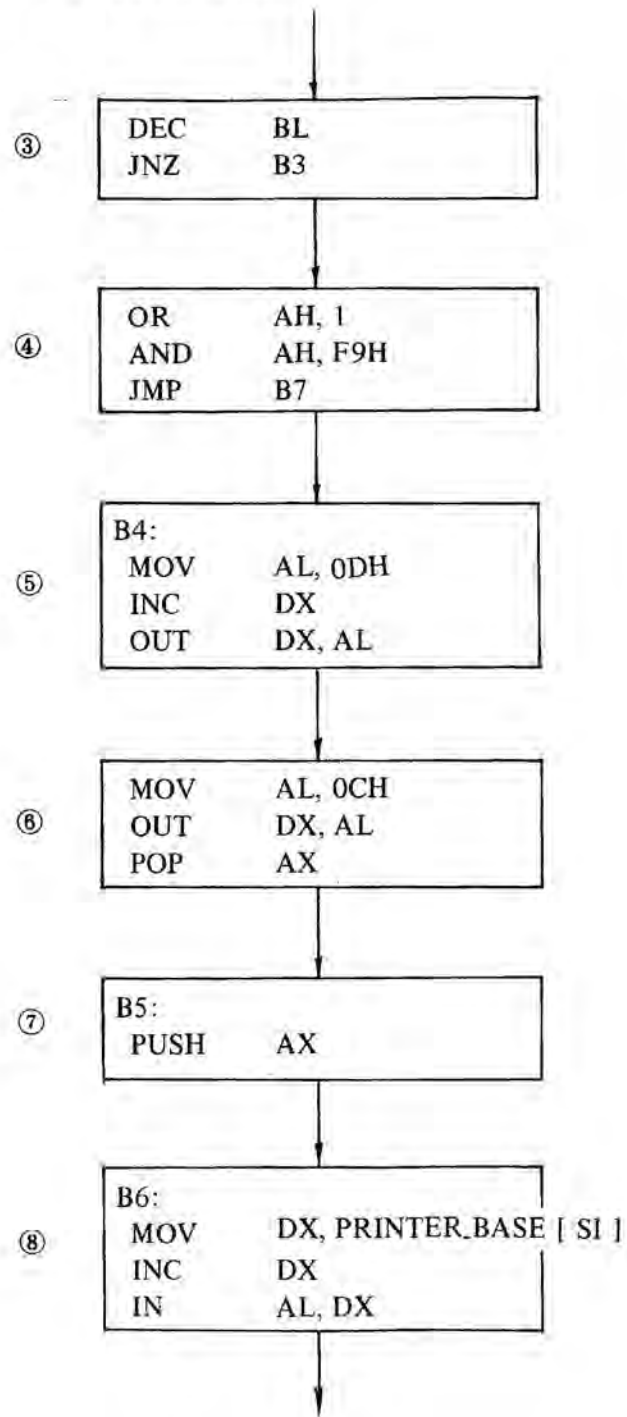 ③
DEC BL
JNZ B3
④
OR AH, 1
AND AH, F9H
JMP B7
⑤
B4:
MOV AL, 0DH
INC DX
OUT DX, AL
⑥
MOV AL, 0CH
OUT DX, AL
POP AX
⑦
B5:
PUSH AX
⑧
B6:
MOV DX, PRINTER_BASE [ SI ]
INC DX
IN AL, DX